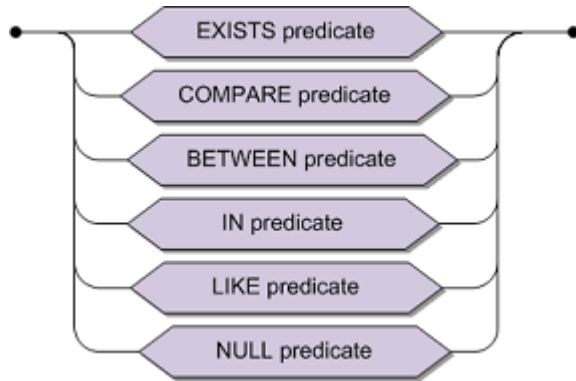 EXISTS predicate
COMPARE predicate
BETWEEN predicate
IN predicate
LIKE predicate
NULL predicate